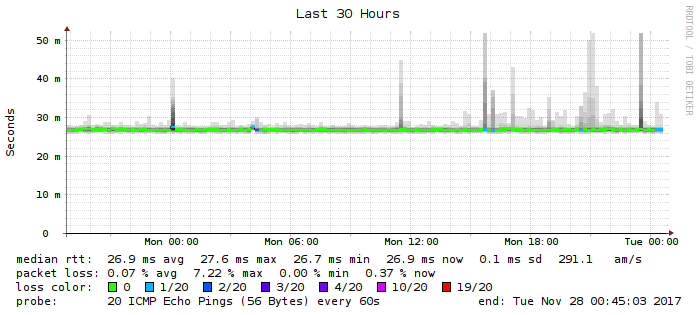 Last 30 Hours
RRDTOOL / TOBI OETIKER
Seconds
50 m
40 m
30 m
20 m
10 m
0
Mon 00:00 Mon 06:00 Mon 12:00 Mon 18:00 Tue 00:00
median rtt: 26.9 ms avg 27.6 ms max 26.7 ms min 26.9 ms now 0.1 ms sd 291.1 am/s
packet loss: 0.07 % avg 7.22 % max 0.00 % min 0.37 % now
loss color: 0 1/20 2/20 3/20 4/20 10/20 19/20
probe: 20 ICMP Echo Pings (56 Bytes) every 60s end: Tue Nov 28 00:45:03 2017